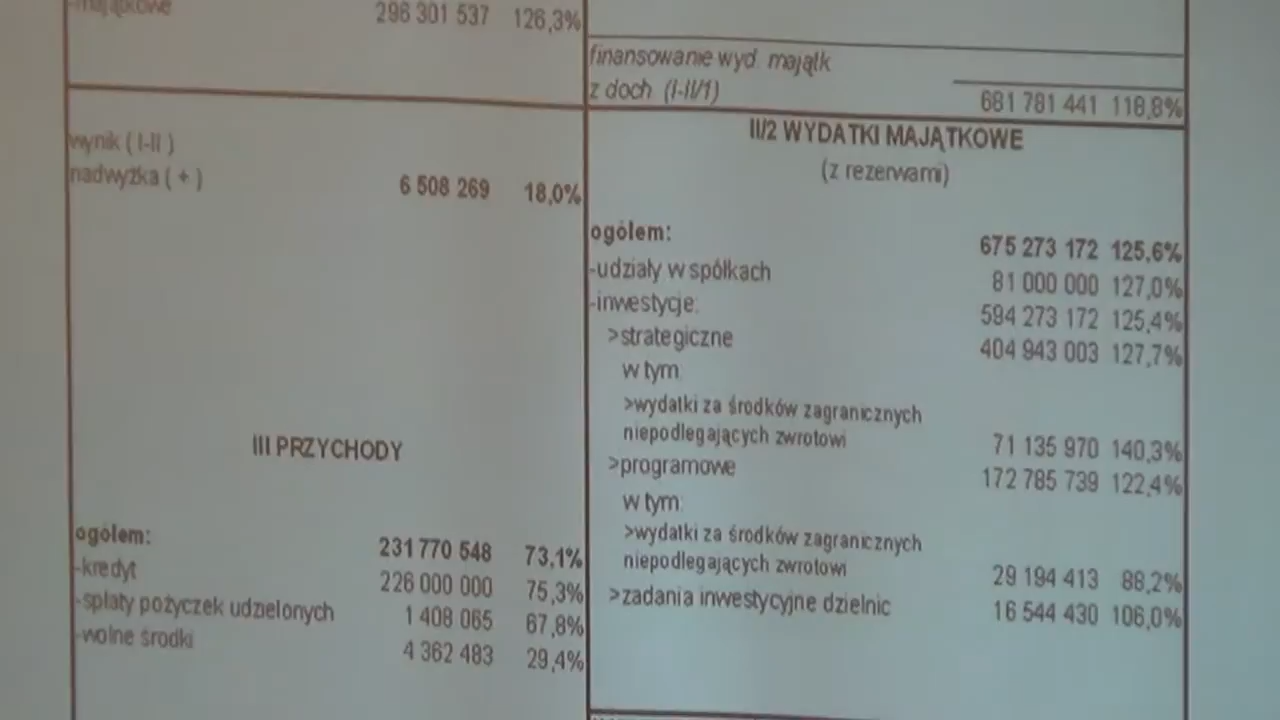 -majątkowe 296 301 537 126,3%
wynik ( I-II )
nadwyżka ( + ) 6 508 269 18,0%
III PRZYCHODY
ogółem: 231 770 548 73,1%
-kredyt 226 000 000 75,3%
-spłaty pożyczek udzielonych 1 408 065 67,8%
-wolne środki 4 362 483 29,4%
finansowanie wyd. majątk.
z doch. (I-II/1) 681 781 441 118,8%
II/2 WYDATKI MAJĄTKOWE
(z rezerwami)
ogółem: 675 273 172 125,6%
-udziały w spółkach 81 000 000 127,0%
-inwestycje: 594 273 172 125,4%
>strategiczne 404 943 003 127,7%
w tym:
>wydatki za środków zagranicznych
niepodlegających zwrotowi 71 135 970 140,3%
>programowe 172 785 739 122,4%
w tym:
>wydatki za środków zagranicznych
niepodlegających zwrotowi 29 194 413 88,2%
>zadania inwestycyjne dzielnic 16 544 430 106,0%